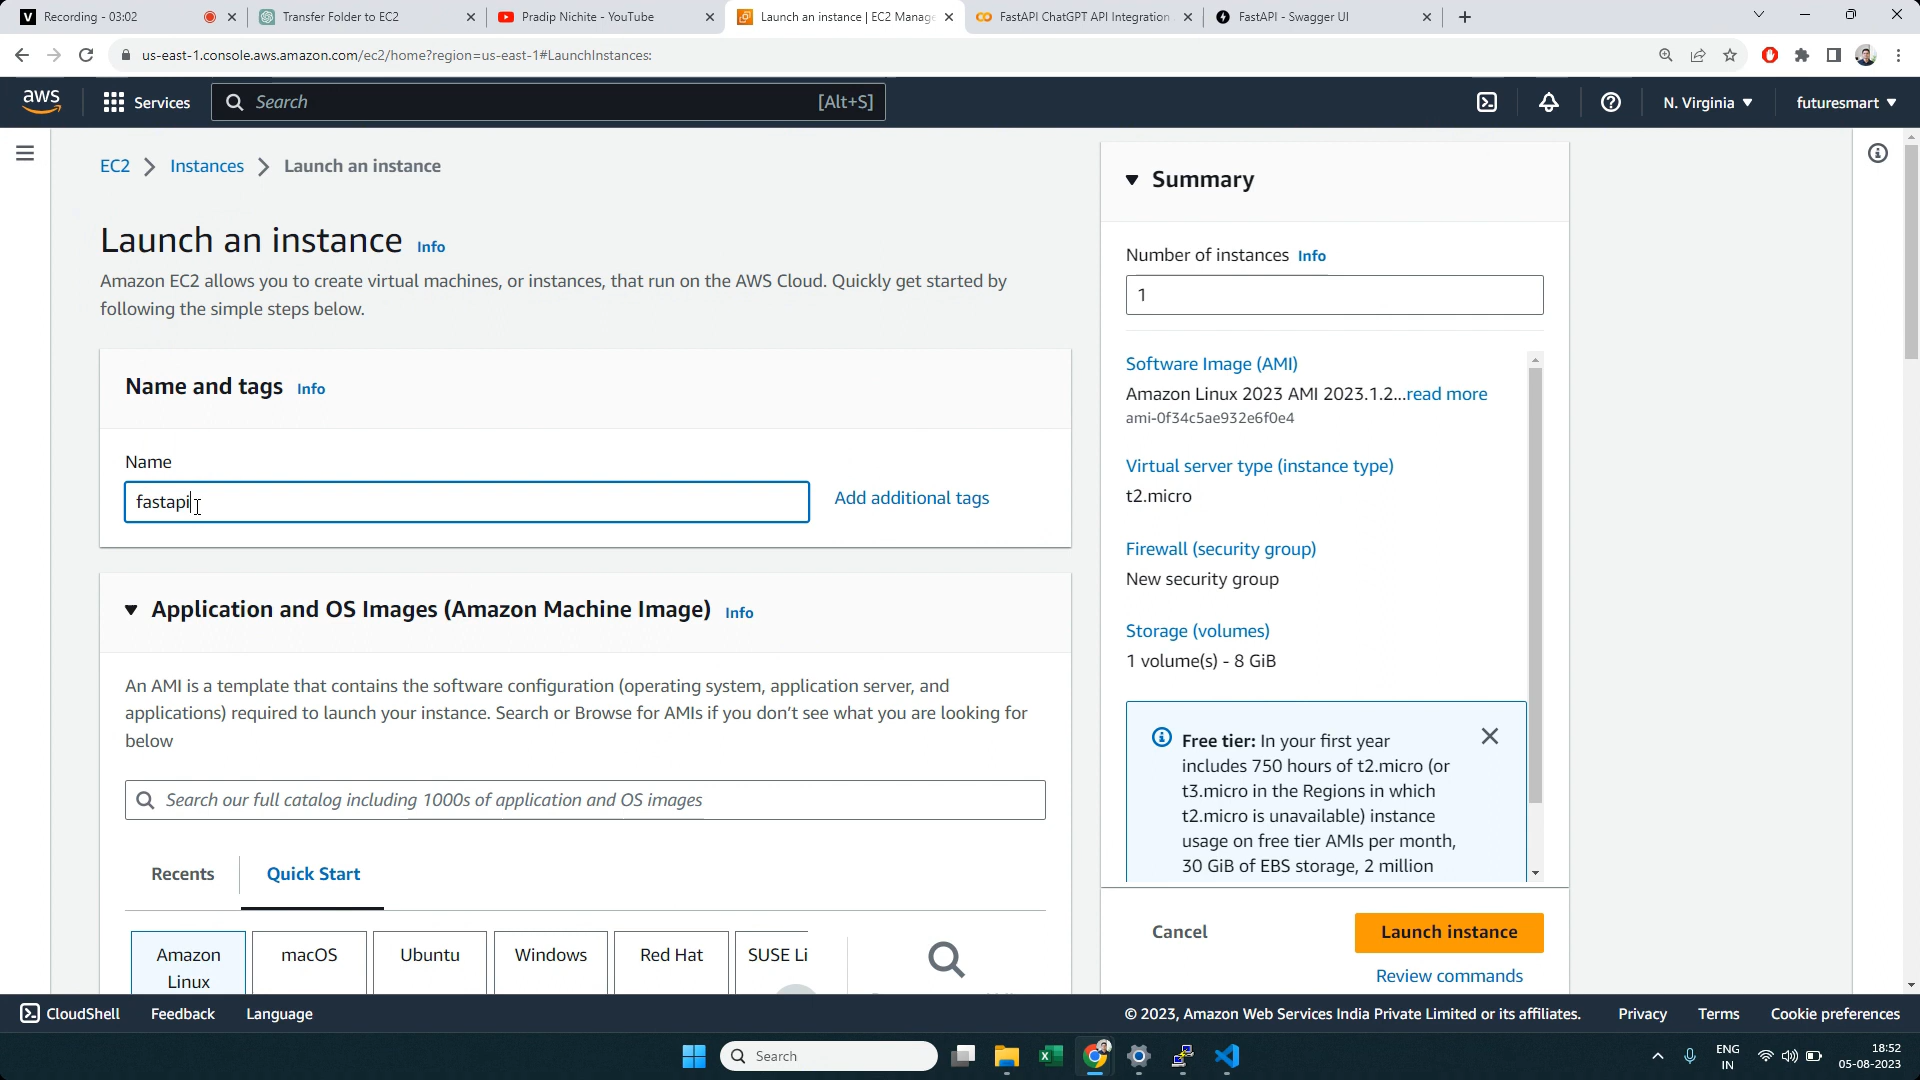 Recording - 03:02
Transfer Folder to EC2
Pradip Nichite - YouTube
Launch an instance | EC2 Manage
FastAPI ChatGPT API Integration
FastAPI - Swagger UI
us-east-1.console.aws.amazon.com/ec2/home?region=us-east-1#LaunchInstances:
aws
Services
Search
[Alt+S]
N. Virginia
futuresmart
EC2
Instances
Launch an instance
Launch an instance Info
Amazon EC2 allows you to create virtual machines, or instances, that run on the AWS Cloud. Quickly get started by
following the simple steps below.
Name and tags Info
Name
fastapi
Add additional tags
Application and OS Images (Amazon Machine Image) Info
An AMI is a template that contains the software configuration (operating system, application server, and
applications) required to launch your instance. Search or Browse for AMIs if you don’t see what you are looking for
below
Search our full catalog including 1000s of application and OS images
Recents
Quick Start
Amazon
Linux
macOS
Ubuntu
Windows
Red Hat
SUSE Li
Summary
Number of instances Info
1
Software Image (AMI)
Amazon Linux 2023 AMI 2023.1.2...read more
ami-0f34c5ae932e6f0e4
Virtual server type (instance type)
t2.micro
Firewall (security group)
New security group
Storage (volumes)
1 volume(s) - 8 GiB
Free tier: In your first year
includes 750 hours of t2.micro (or
t3.micro in the Regions in which
t2.micro is unavailable) instance
usage on free tier AMIs per month,
30 GiB of EBS storage, 2 million
Cancel
Launch instance
Review commands
CloudShell
Feedback
Language
© 2023, Amazon Web Services India Private Limited or its affiliates.
Privacy
Terms
Cookie preferences
Search
ENG
IN
18:52
05-08-2023